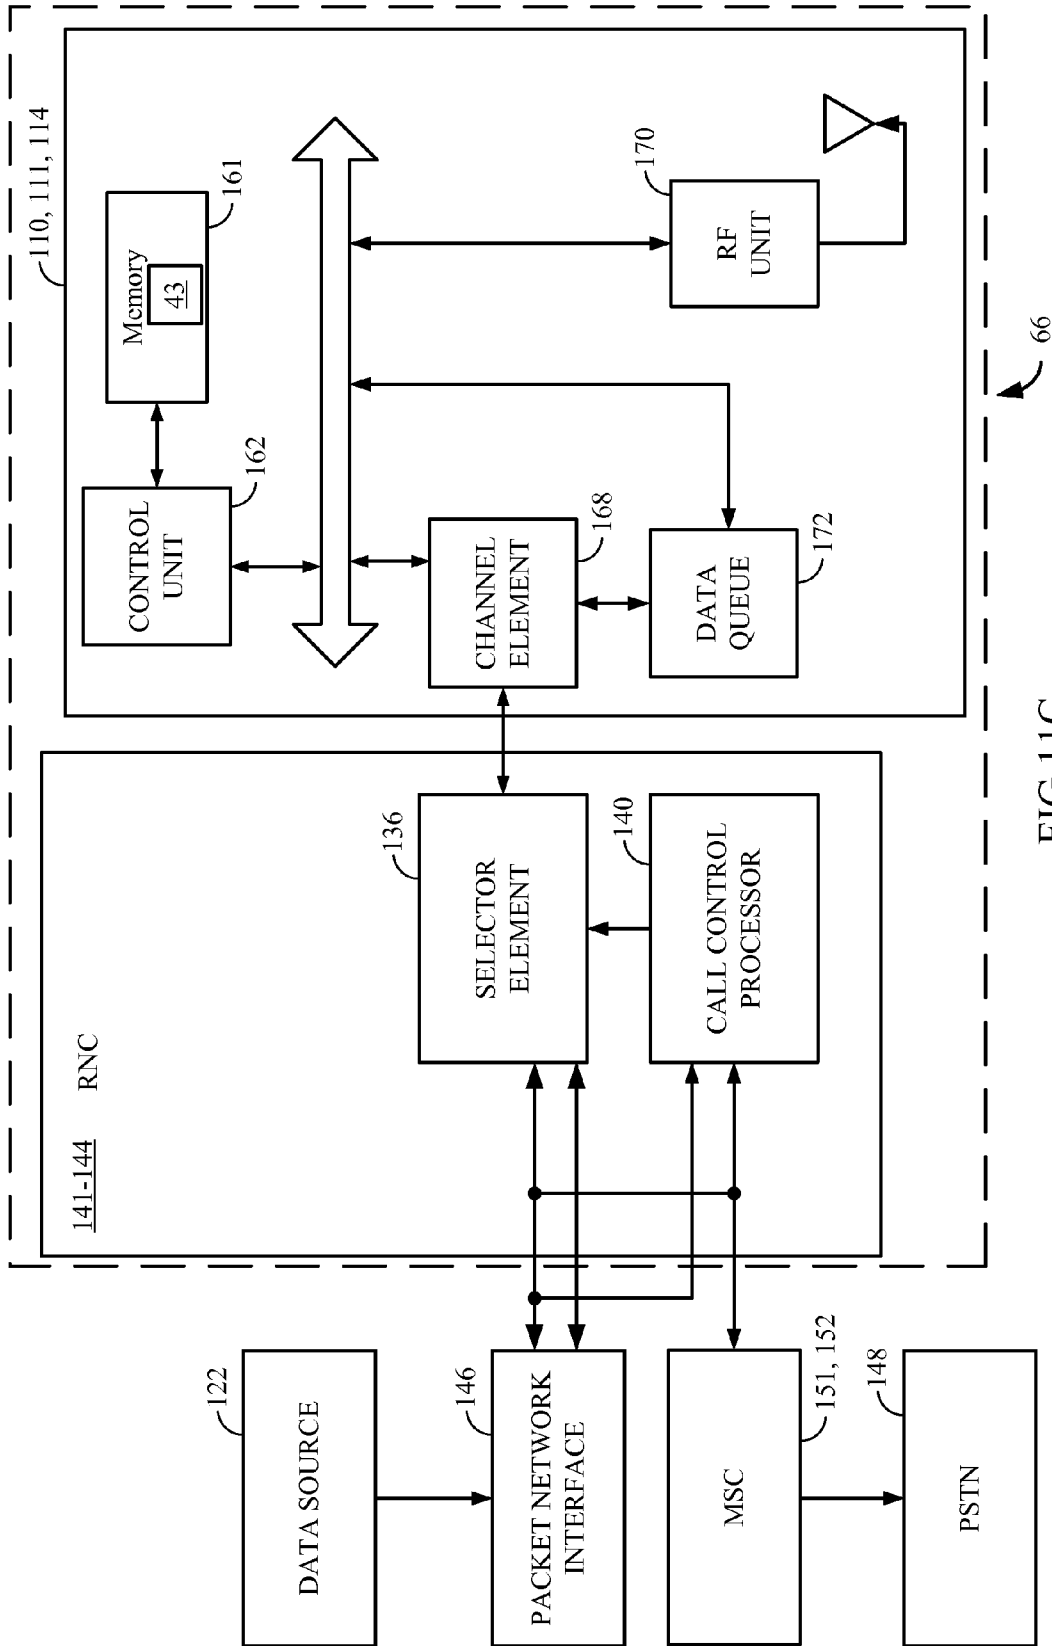 110, 111, 114
Memory
43
161
CONTROL
UNIT
162
170
RF
UNIT
CHANNEL
ELEMENT
168
DATA
QUEUE
172
66
141-144
RNC
SELECTOR
ELEMENT
136
CALL CONTROL
PROCESSOR
140
DATA SOURCE
122
PACKET NETWORK
INTERFACE
146
MSC
151, 152
PSTN
148
FIG 11C